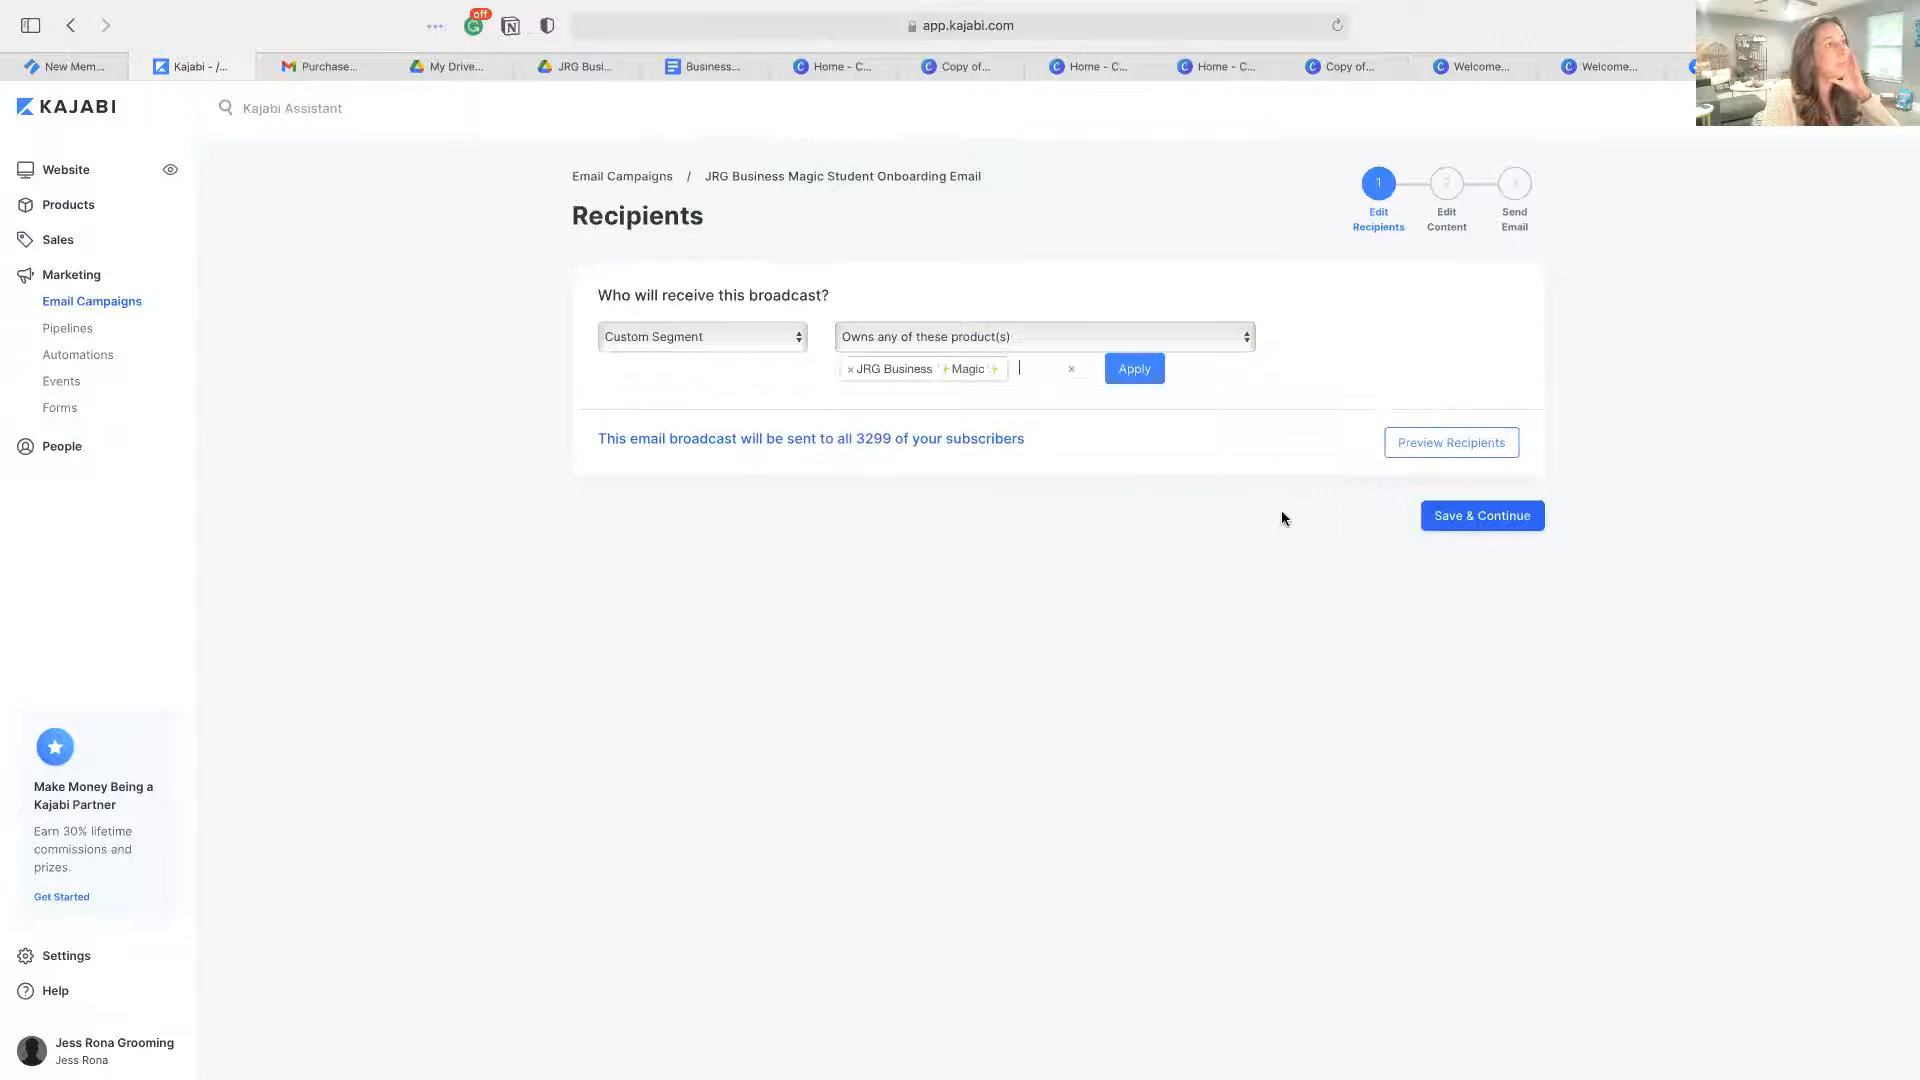 off
app.kajabi.com
New Mem...
Kajabi - /...
Purchase...
My Drive...
JRG Busi...
Business...
Home - C...
Copy of...
Home - C...
Home - C...
Copy of...
Welcome...
Welcome...
KAJABI
Kajabi Assistant
Website
Products
Sales
Marketing
Email Campaigns
Pipelines
Automations
Events
Forms
People
Make Money Being a
Kajabi Partner
Earn 30% lifetime
commissions and
prizes.
Get Started
Settings
Help
Jess Rona Grooming
Jess Rona
Email Campaigns / JRG Business Magic Student Onboarding Email
Recipients
1 2 3
Edit Recipients
Edit Content
Send Email
Who will receive this broadcast?
Custom Segment
Owns any of these product(s)
× JRG Business ✨Magic✨ ×
Apply
This email broadcast will be sent to all 3299 of your subscribers
Preview Recipients
Save & Continue